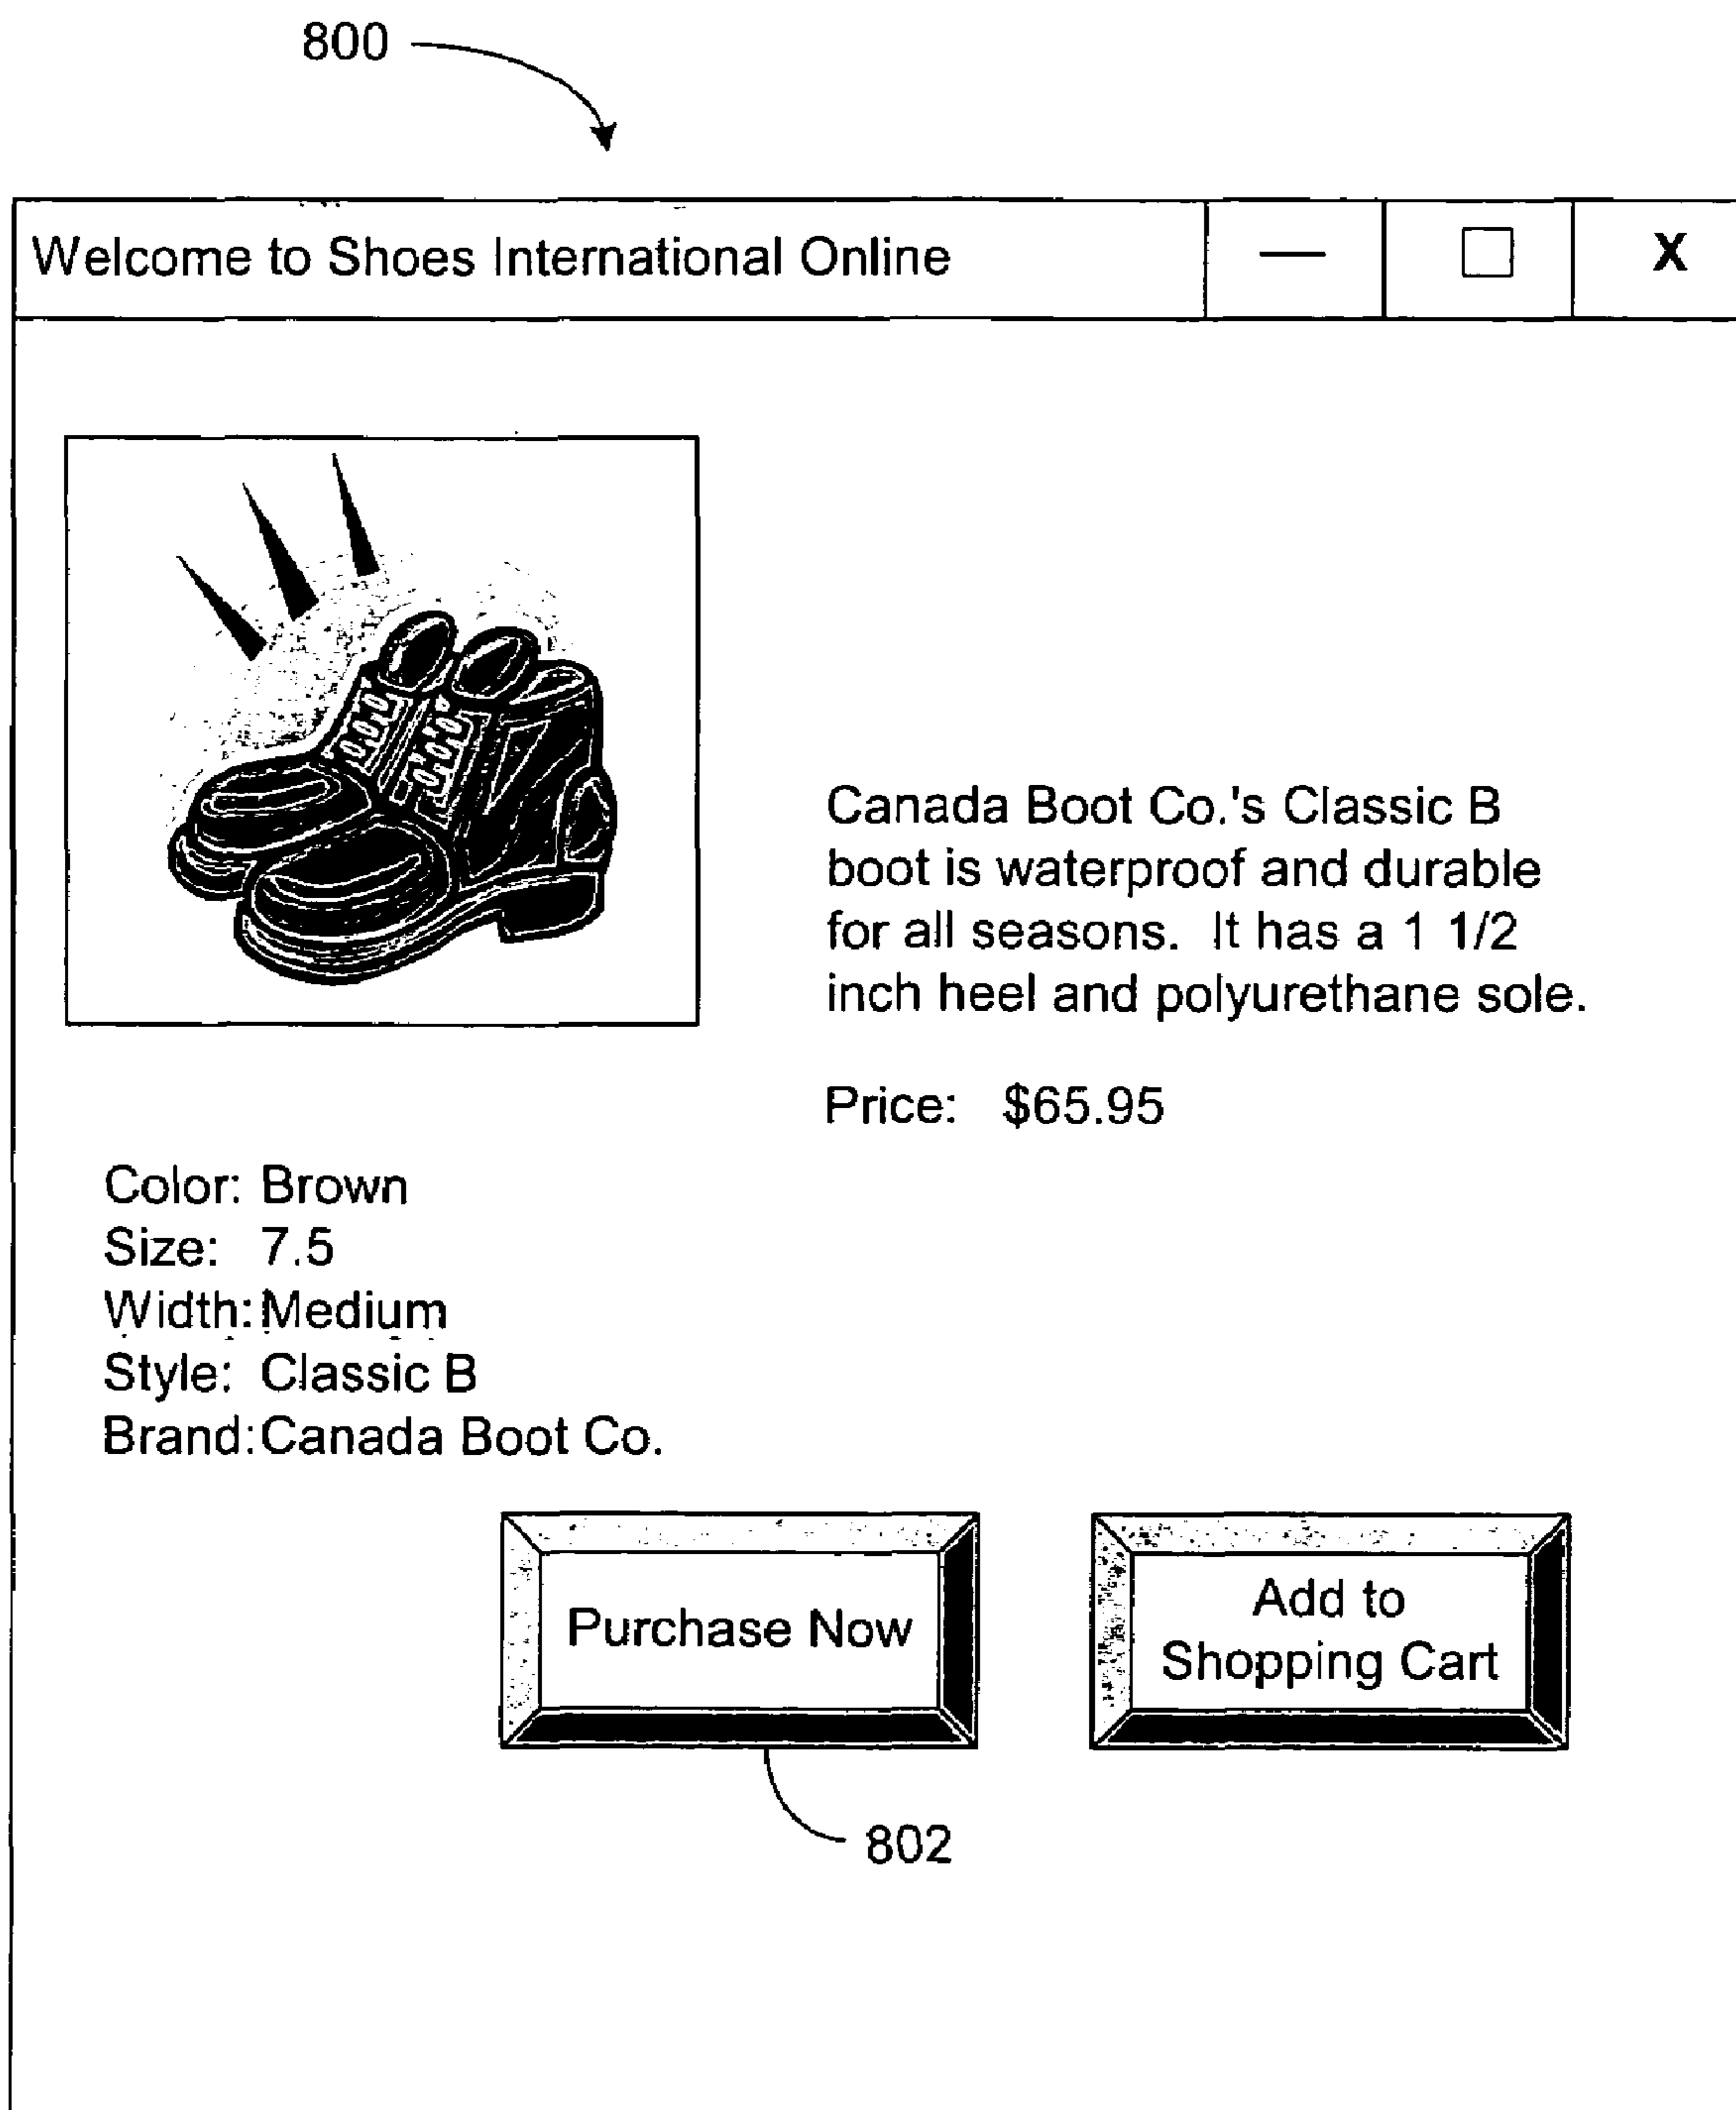 800
Welcome to Shoes International Online
X
Canada Boot Co.'s Classic B
boot is waterproof and durable
for all seasons. It has a 1 1/2
inch heel and polyurethane sole.
Price: $65.95
Color: Brown
Size: 7.5
Width: Medium
Style: Classic B
Brand: Canada Boot Co.
Purchase Now
Add to
Shopping Cart
802